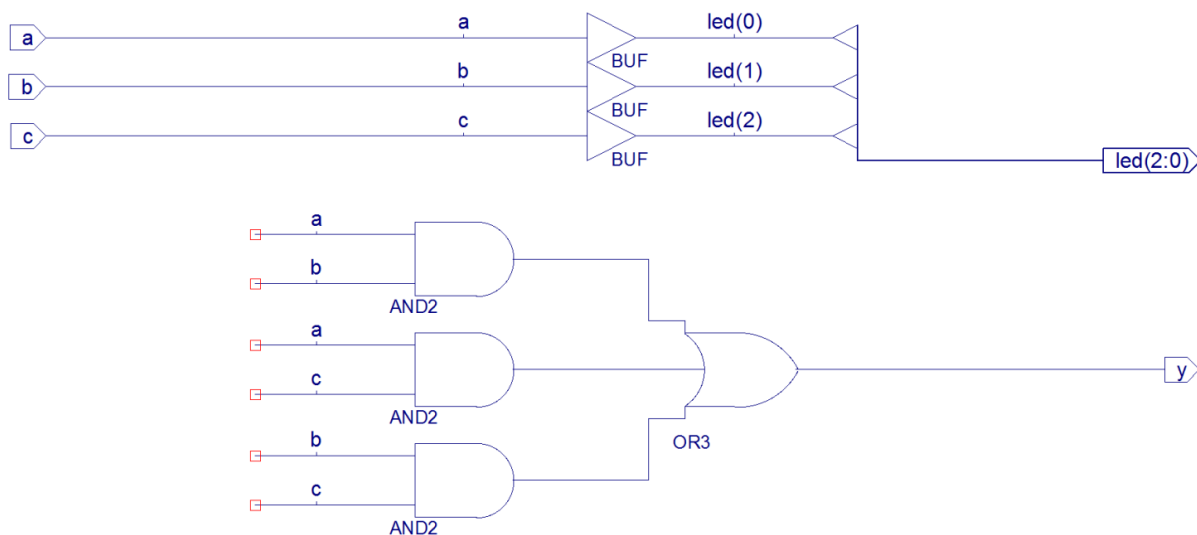 a a led(0)
BUF
b b led(1)
BUF
c c led(2)
BUF
led(2:0)
a
b
AND2
a
c
AND2
b
c
AND2
OR3
y